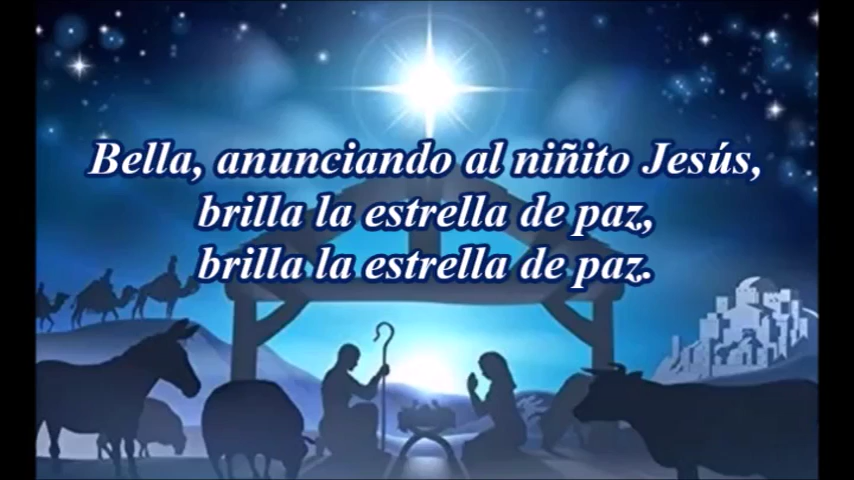 Bella, anunciando al niñito Jesús,
brilla la estrella de paz,
brilla la estrella de paz.